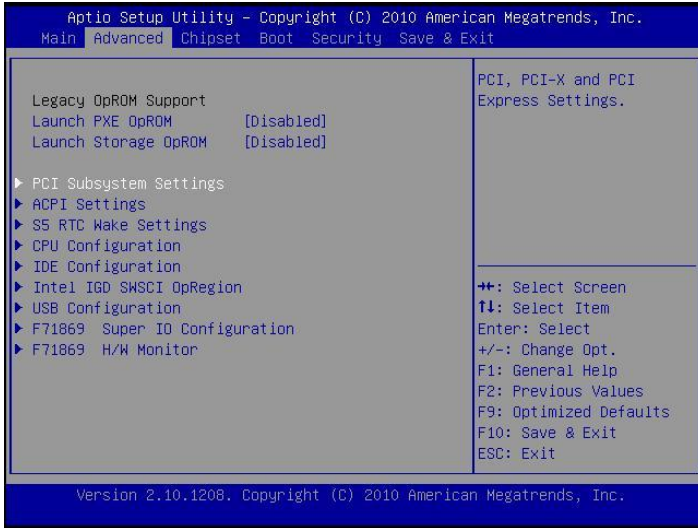 Aptio Setup Utility – Copyright (C) 2010 American Megatrends, Inc.
Main Advanced Chipset Boot Security Save & Exit
Legacy OpROM Support
Launch PXE OpROM [Disabled]
Launch Storage OpROM [Disabled]
▶ PCI Subsystem Settings
▶ ACPI Settings
▶ S5 RTC Wake Settings
▶ CPU Configuration
▶ IDE Configuration
▶ Intel IGD SWSCI OpRegion
▶ USB Configuration
▶ F71869 Super IO Configuration
▶ F71869 H/W Monitor
PCI, PCI-X and PCI
Express Settings.
→←: Select Screen
↑↓: Select Item
Enter: Select
+/-: Change Opt.
F1: General Help
F2: Previous Values
F9: Optimized Defaults
F10: Save & Exit
ESC: Exit
Version 2.10.1208. Copyright (C) 2010 American Megatrends, Inc.